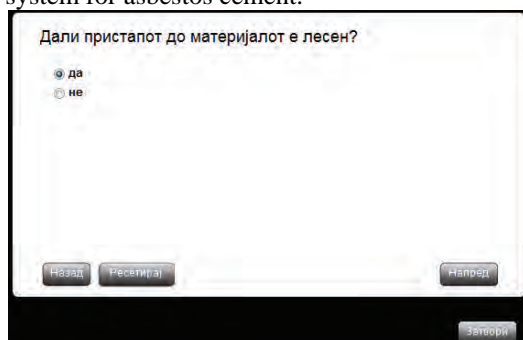 system for asbestos cement.
Дали пристапот до материјалот е лесен?
да
не
Назад Ресетирај Напред
Затвори